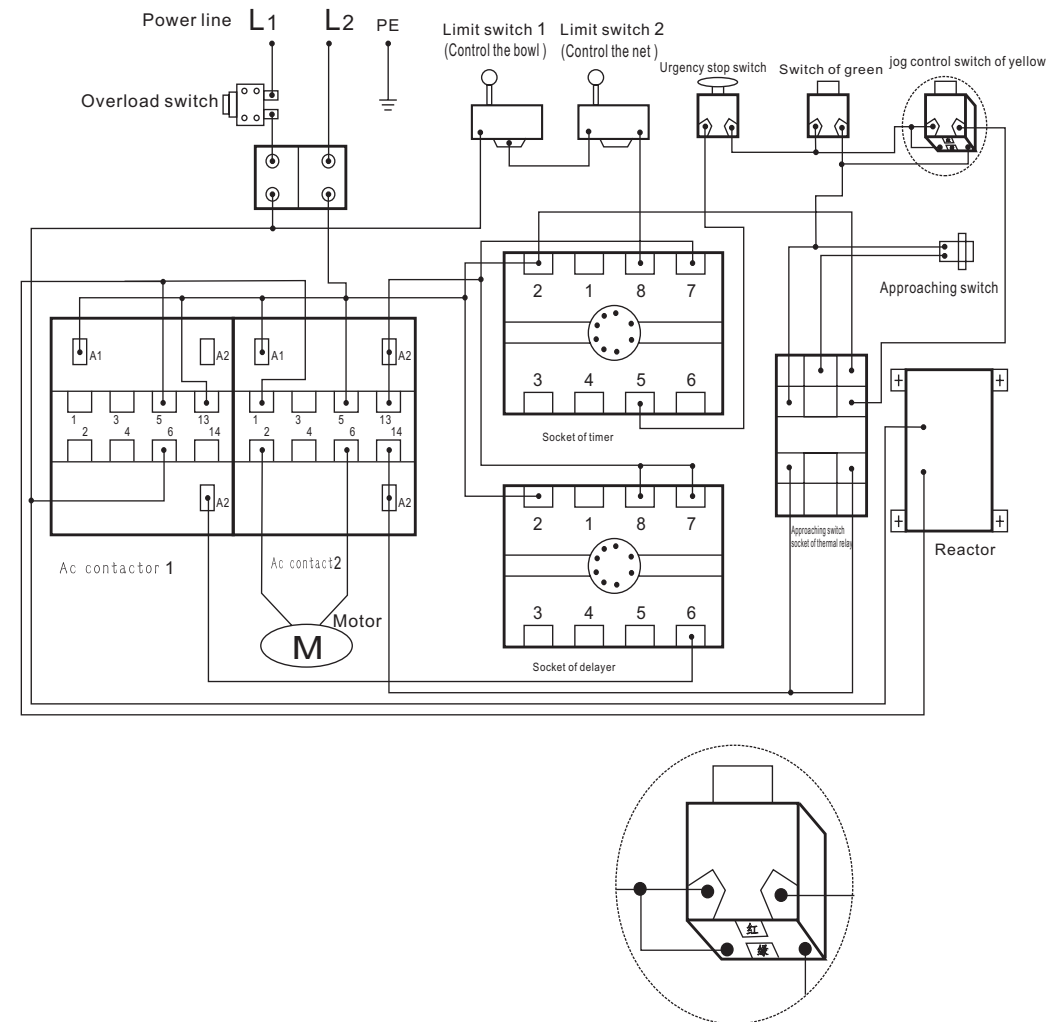 Power line L1 L2 PE
Limit switch 1
(Control the bowl )
Limit switch 2
(Control the net )
Urgency stop switch
Switch of green
jog control switch of yellow
Overload switch
红
绿
Approaching switch
2 1 8 7
3 4 5 6
Socket of timer
A1 A2 A1 A2
1 3 5 13 1 3 5 13
2 4 6 14 2 4 6 14
A2 A2
Ac contactor 1
Ac contact2
Motor
M
2 1 8 7
3 4 5 6
Socket of delayer
Approaching switch
socket of thermal relay
Reactor
红
绿